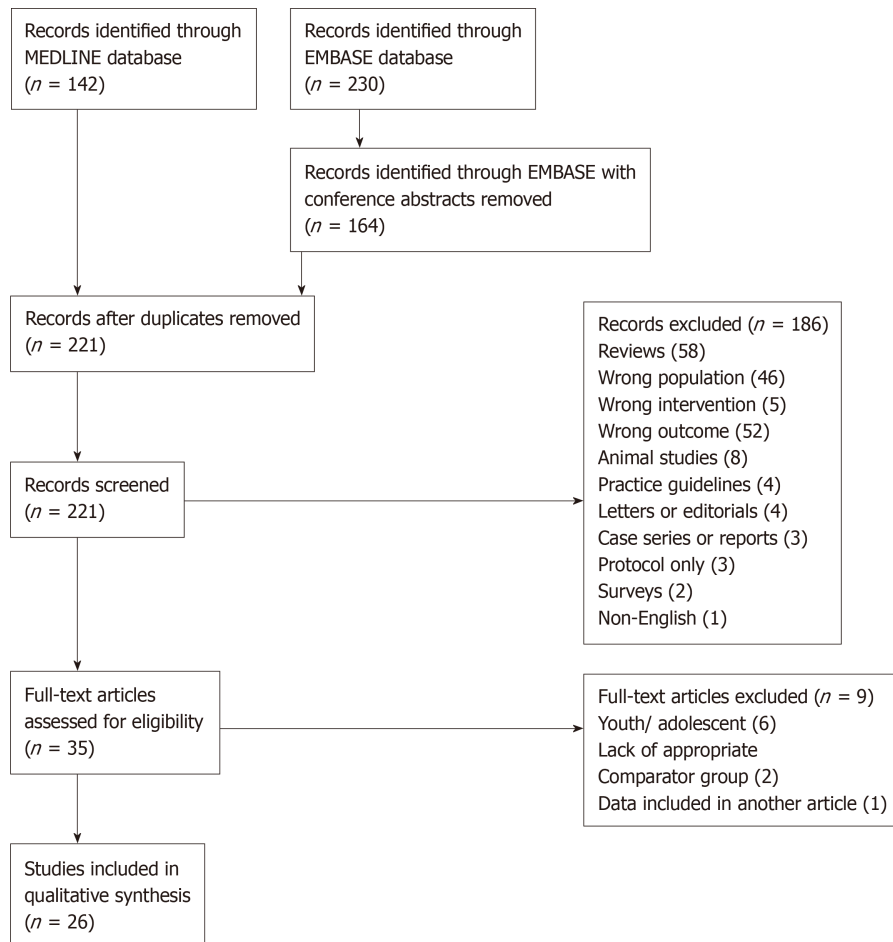 Records identified through
MEDLINE database
(n = 142)
Records identified through
EMBASE database
(n = 230)
Records identified through EMBASE with
conference abstracts removed
(n = 164)
Records after duplicates removed
(n = 221)
Records screened
(n = 221)
Records excluded (n = 186)
Reviews (58)
Wrong population (46)
Wrong intervention (5)
Wrong outcome (52)
Animal studies (8)
Practice guidelines (4)
Letters or editorials (4)
Case series or reports (3)
Protocol only (3)
Surveys (2)
Non-English (1)
Full-text articles
assessed for eligibility
(n = 35)
Full-text articles excluded (n = 9)
Youth/ adolescent (6)
Lack of appropriate
Comparator group (2)
Data included in another article (1)
Studies included in
qualitative synthesis
(n = 26)